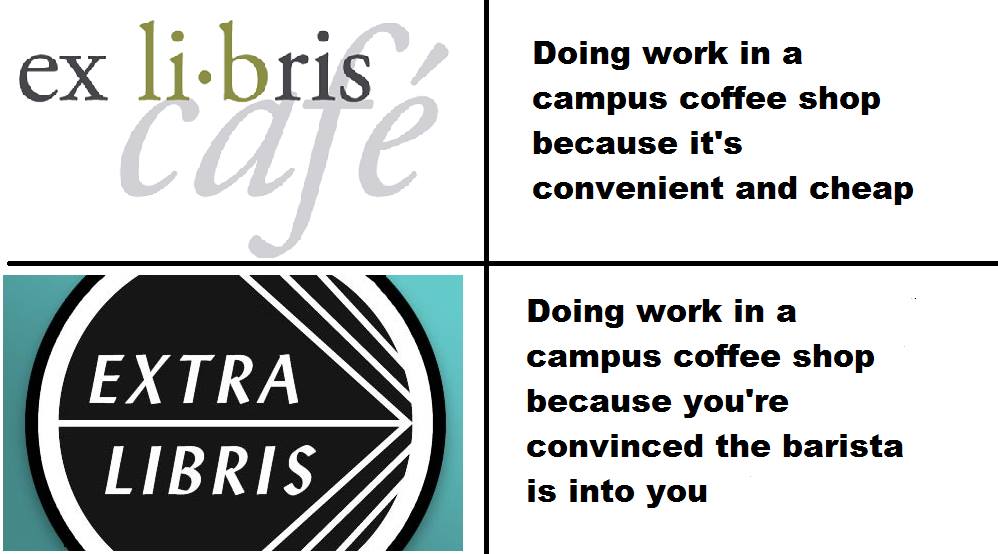 ex li·bris
café
Doing work in a
campus coffee shop
because it's
convenient and cheap
EXTRA
LIBRIS
Doing work in a
campus coffee shop
because you're
convinced the barista
is into you